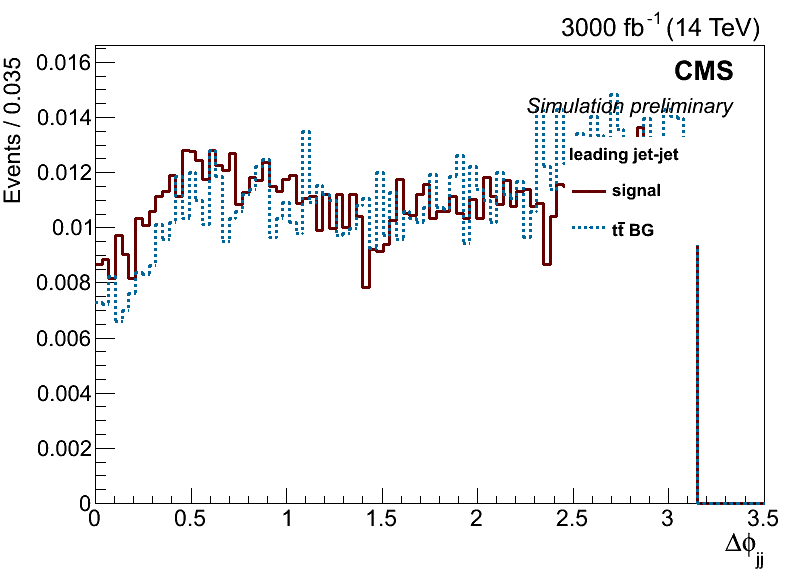 3000 fb⁻¹ (14 TeV)
Events / 0.035
CMS
Simulation preliminary
leading jet-jet
signal
tt̄ BG
0.016
0.014
0.012
0.01
0.008
0.006
0.004
0.002
0
0 0.5 1 1.5 2 2.5 3 3.5
Δϕjj